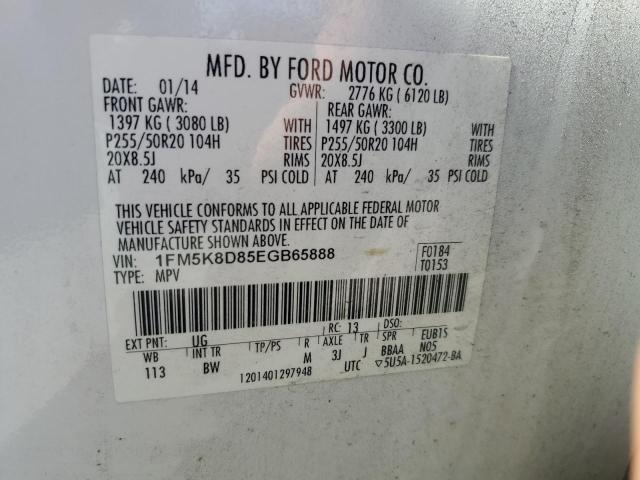 MFD. BY FORD MOTOR CO.
DATE: 01/14 GVWR: 2776 KG ( 6120 LB)
FRONT GAWR: REAR GAWR:
1397 KG ( 3080 LB) WITH 1497 KG ( 3300 LB) WITH
P255/50R20 104H TIRES P255/50R20 104H TIRES
20X8.5J RIMS 20X8.5J RIMS
AT 240 kPa/ 35 PSI COLD AT 240 kPa/ 35 PSI COLD
THIS VEHICLE CONFORMS TO ALL APPLICABLE FEDERAL MOTOR
VEHICLE SAFETY STANDARDS IN EFFECT ON THE DATE OF
MANUFACTURE SHOWN ABOVE.
VIN: 1FM5K8D85EGB65888 F0184
TYPE: MPV T0153
EXT PNT: UG RC: 13 DSO:
WB INT TR TP/PS R AXLE TR SPR EUBTS
113 BW M 3J J BBAA N05
1201401297948 UTC ▽5U5A-1520472-BA